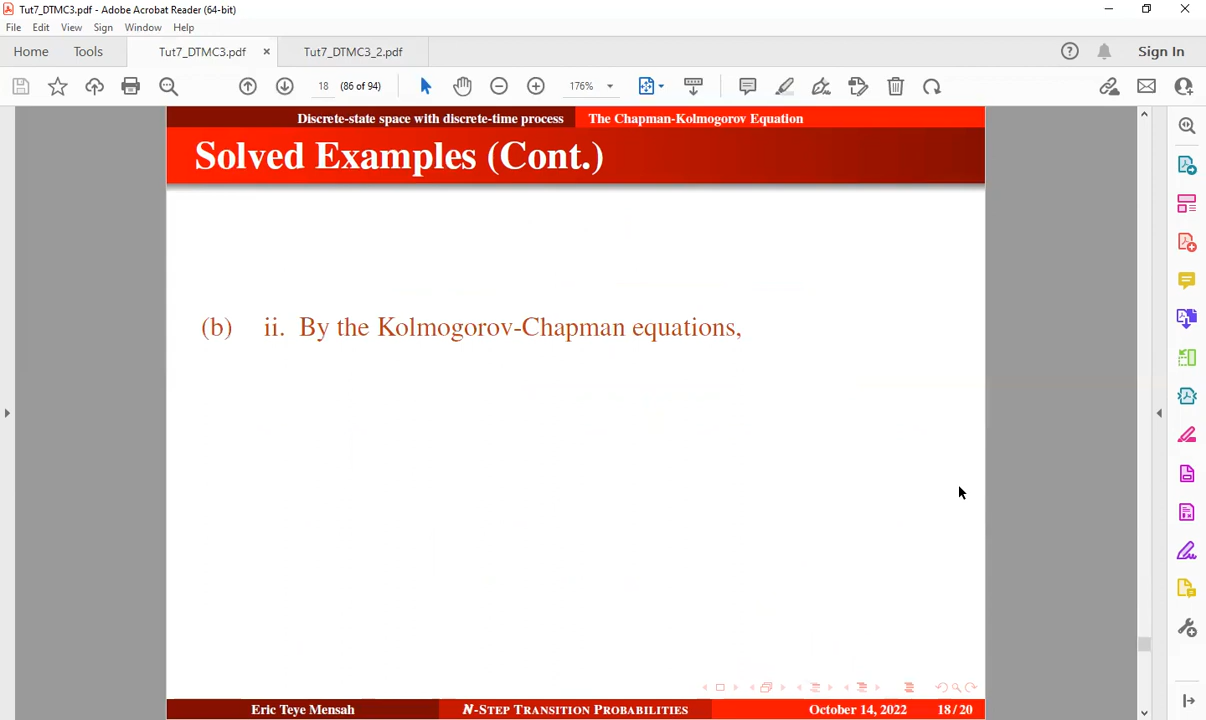 Tut7_DTMC3.pdf - Adobe Acrobat Reader (64-bit)
File Edit View Sign Window Help
Home Tools Tut7_DTMC3.pdf × Tut7_DTMC3_2.pdf Sign In
18 (86 of 94) 176%
Discrete-state space with discrete-time process The Chapman-Kolmogorov Equation
Solved Examples (Cont.)
(b) ii. By the Kolmogorov-Chapman equations,
Eric Teye Mensah N-STEP TRANSITION PROBABILITIES October 14, 2022 18 / 20